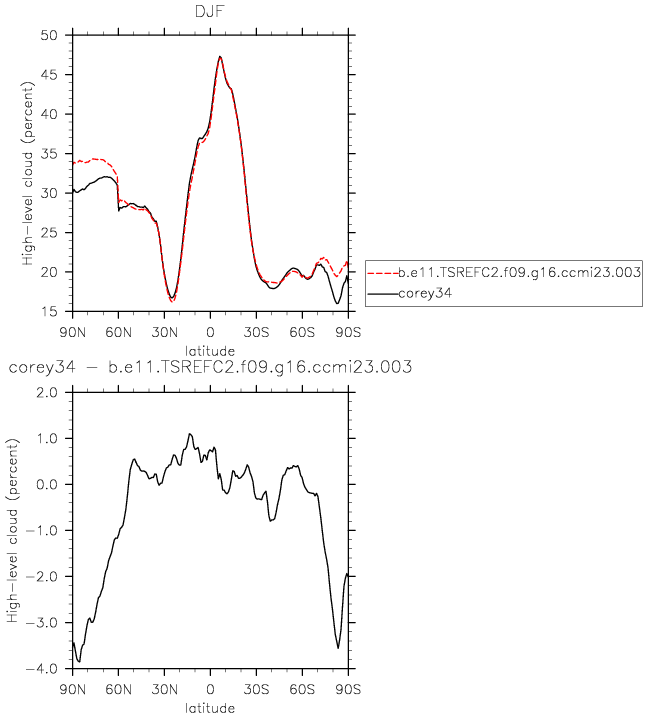 DJF
High-level cloud (percent)
50
45
40
35
30
25
20
15
90N 60N 30N 0 30S 60S 90S
latitude
b.e11.TSREFC2.f09.g16.ccmi23.003
corey34
corey34 − b.e11.TSREFC2.f09.g16.ccmi23.003
High-level cloud (percent)
2.0
1.0
0.0
−1.0
−2.0
−3.0
−4.0
90N 60N 30N 0 30S 60S 90S
latitude